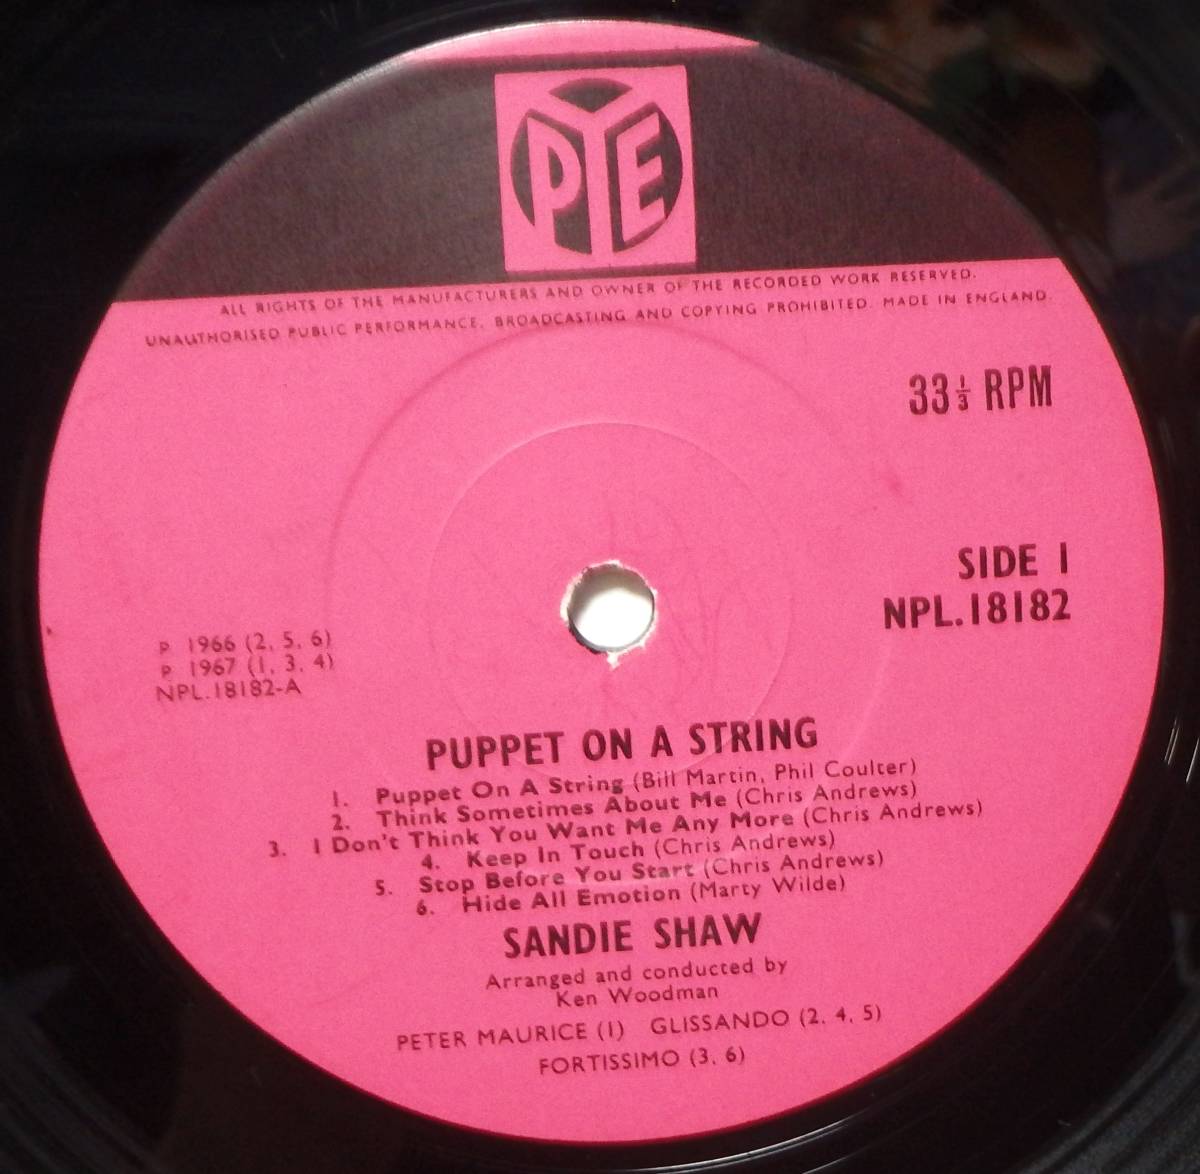 PYE
ALL RIGHTS OF THE MANUFACTURERS AND OWNER OF THE RECORDED WORK RESERVED.
UNAUTHORISED PUBLIC PERFORMANCE, BROADCASTING AND COPYING PROHIBITED. MADE IN ENGLAND.
33⅓ RPM
SIDE 1
NPL.18182
P 1966 (2, 5, 6)
P 1967 (1, 3, 4)
NPL.18182-A
PUPPET ON A STRING
1. Puppet On A String (Bill Martin, Phil Coulter)
2. Think Sometimes About Me (Chris Andrews)
3. I Don't Think You Want Me Any More (Chris Andrews)
4. Keep In Touch (Chris Andrews)
5. Stop Before You Start (Chris Andrews)
6. Hide All Emotion (Marty Wilde)
SANDIE SHAW
Arranged and conducted by
Ken Woodman
PETER MAURICE (1) GLISSANDO (2, 4, 5)
FORTISSIMO (3, 6)